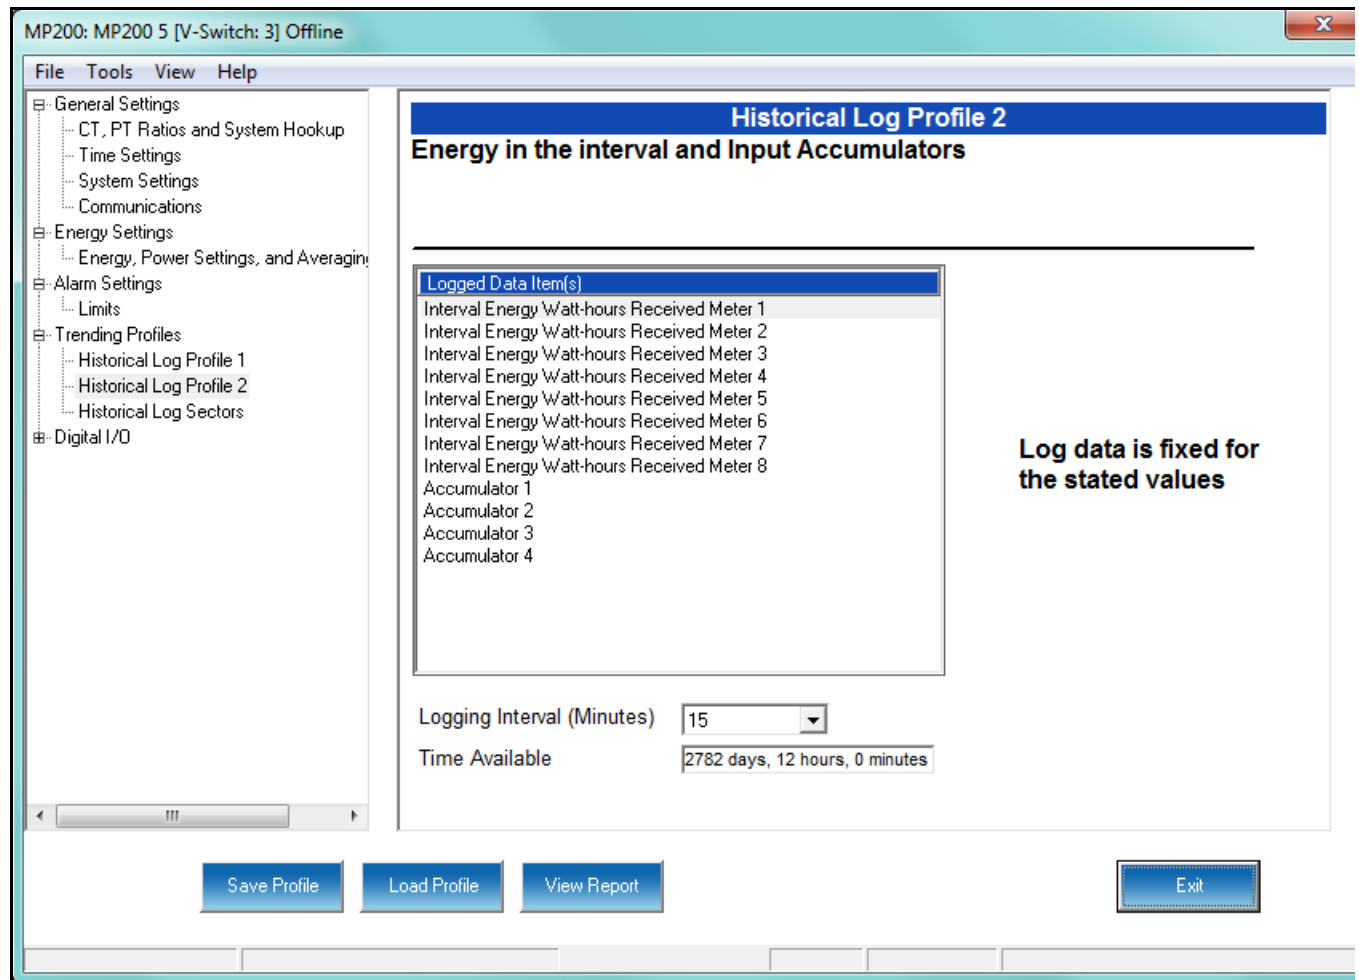 MP200: MP200 5 [V-Switch: 3] Offline
File Tools View Help
General Settings
CT, PT Ratios and System Hookup
Time Settings
System Settings
Communications
Energy Settings
Energy, Power Settings, and Averagin
Alarm Settings
Limits
Trending Profiles
Historical Log Profile 1
Historical Log Profile 2
Historical Log Sectors
Digital I/O
Historical Log Profile 2
Energy in the interval and Input Accumulators
Logged Data Item(s)
Interval Energy Watt-hours Received Meter 1
Interval Energy Watt-hours Received Meter 2
Interval Energy Watt-hours Received Meter 3
Interval Energy Watt-hours Received Meter 4
Interval Energy Watt-hours Received Meter 5
Interval Energy Watt-hours Received Meter 6
Interval Energy Watt-hours Received Meter 7
Interval Energy Watt-hours Received Meter 8
Accumulator 1
Accumulator 2
Accumulator 3
Accumulator 4
Log data is fixed for
the stated values
Logging Interval (Minutes) 15
Time Available 2782 days, 12 hours, 0 minutes
Save Profile Load Profile View Report Exit